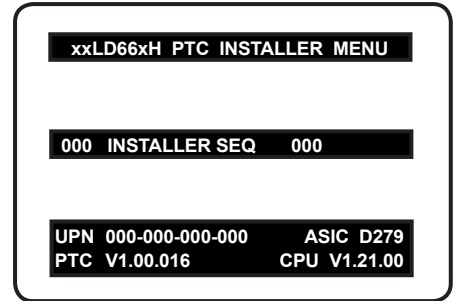 xxLD66xH PTC INSTALLER MENU
000 INSTALLER SEQ 000
UPN 000-000-000-000 ASIC D279
PTC V1.00.016 CPU V1.21.00